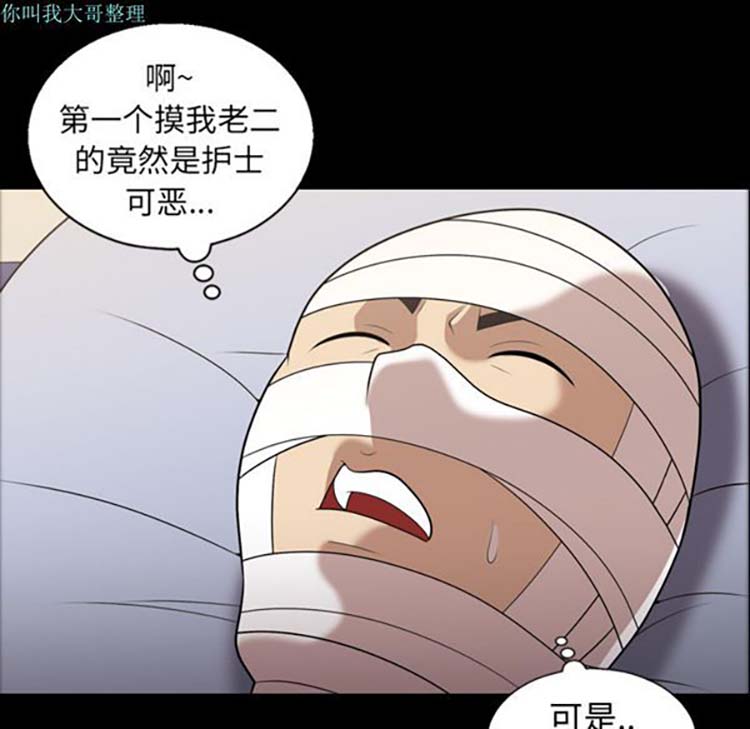 你叫我大哥整理
啊~
第一个摸我老二
的竟然是护士
可恶...
可是..